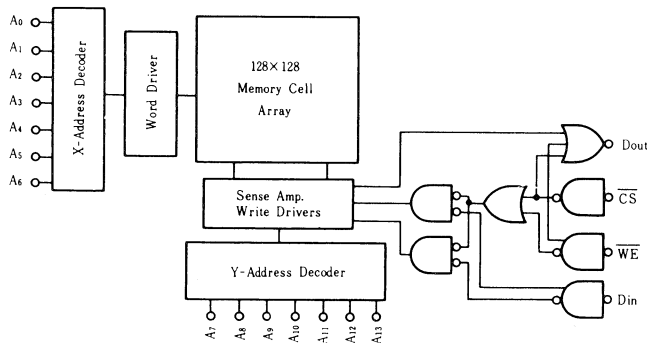 A0
A1
A2
A3
A4
A5
A6
X-Address Decoder
Word Driver
128×128
Memory Cell
Array
Sense Amp.
Write Drivers
Y-Address Decoder
A7
A8
A9
A10
A11
A12
A13
Dout
CS
WE
Din